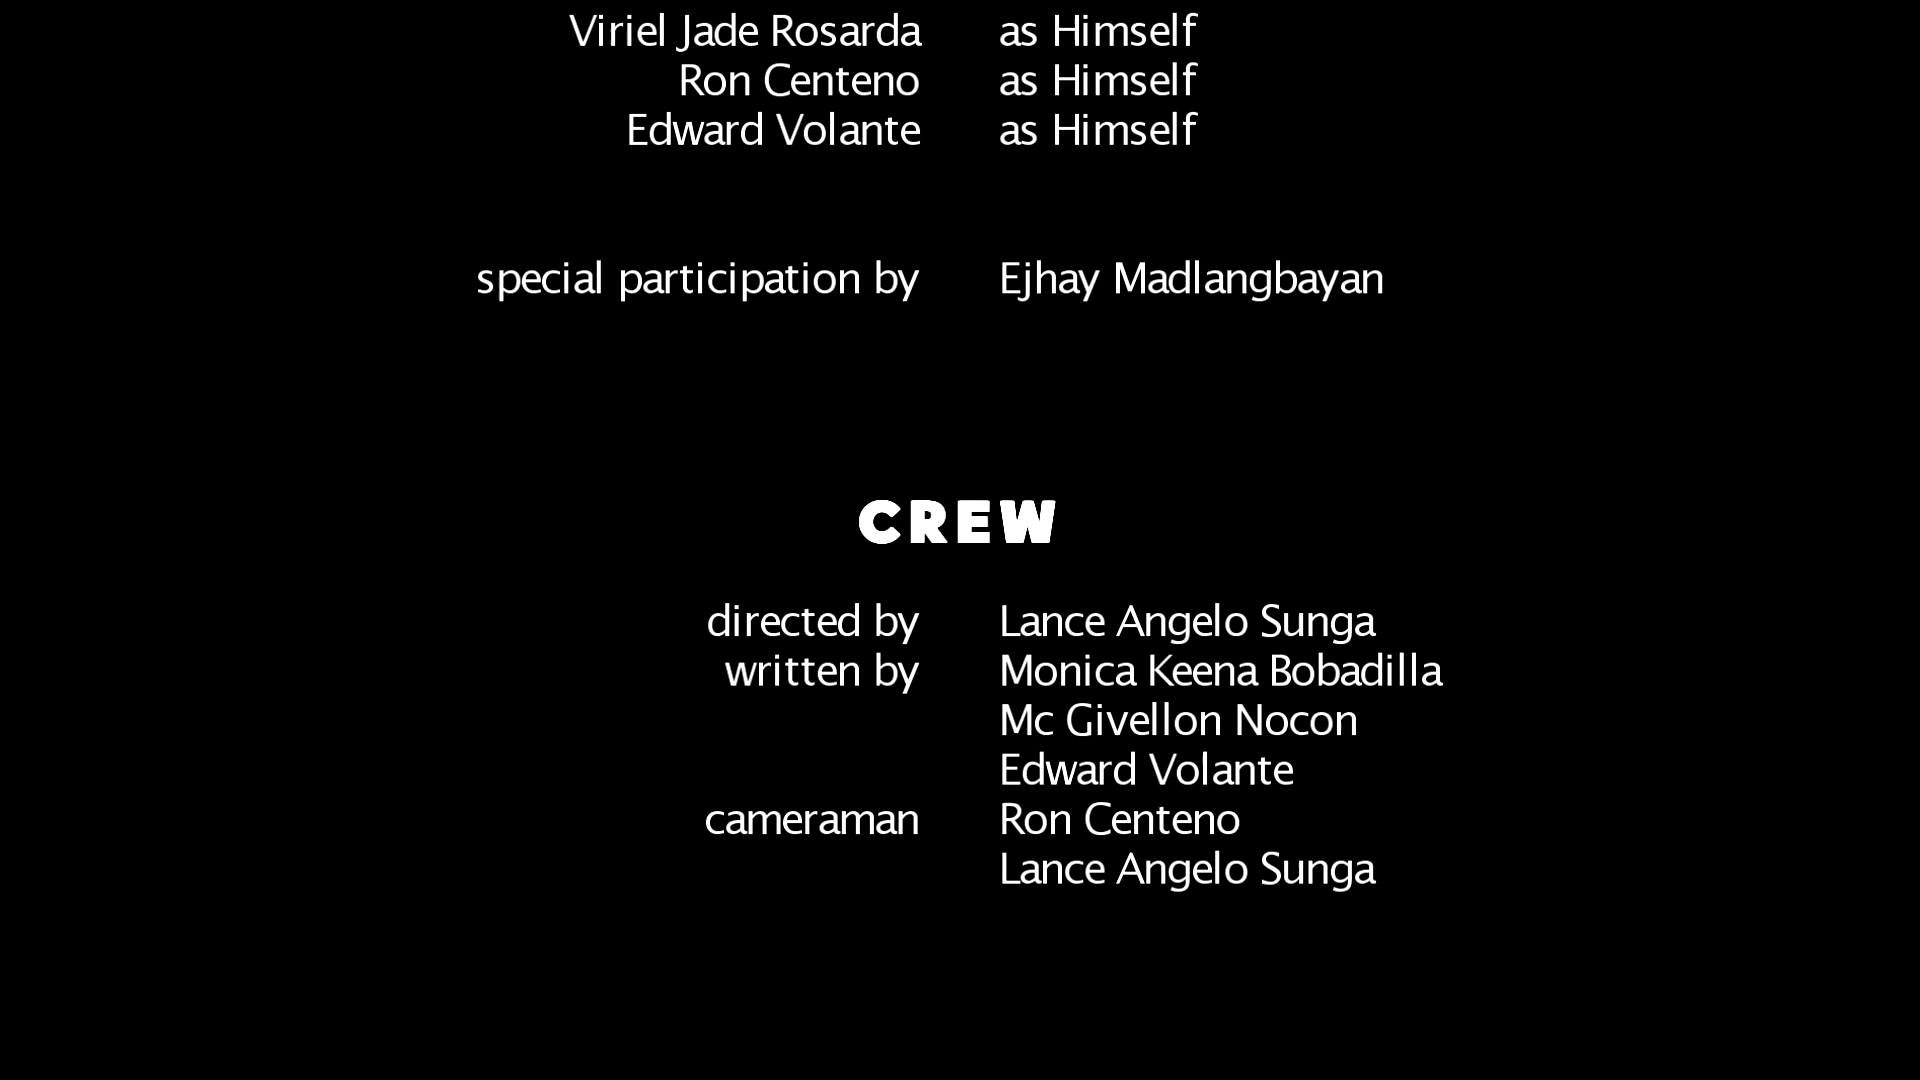 Viriel Jade Rosarda as Himself
Ron Centeno as Himself
Edward Volante as Himself
special participation by Ejhay Madlangbayan
CREW
directed by Lance Angelo Sunga
written by Monica Keena Bobadilla
Mc Givellon Nocon
Edward Volante
cameraman Ron Centeno
Lance Angelo Sunga